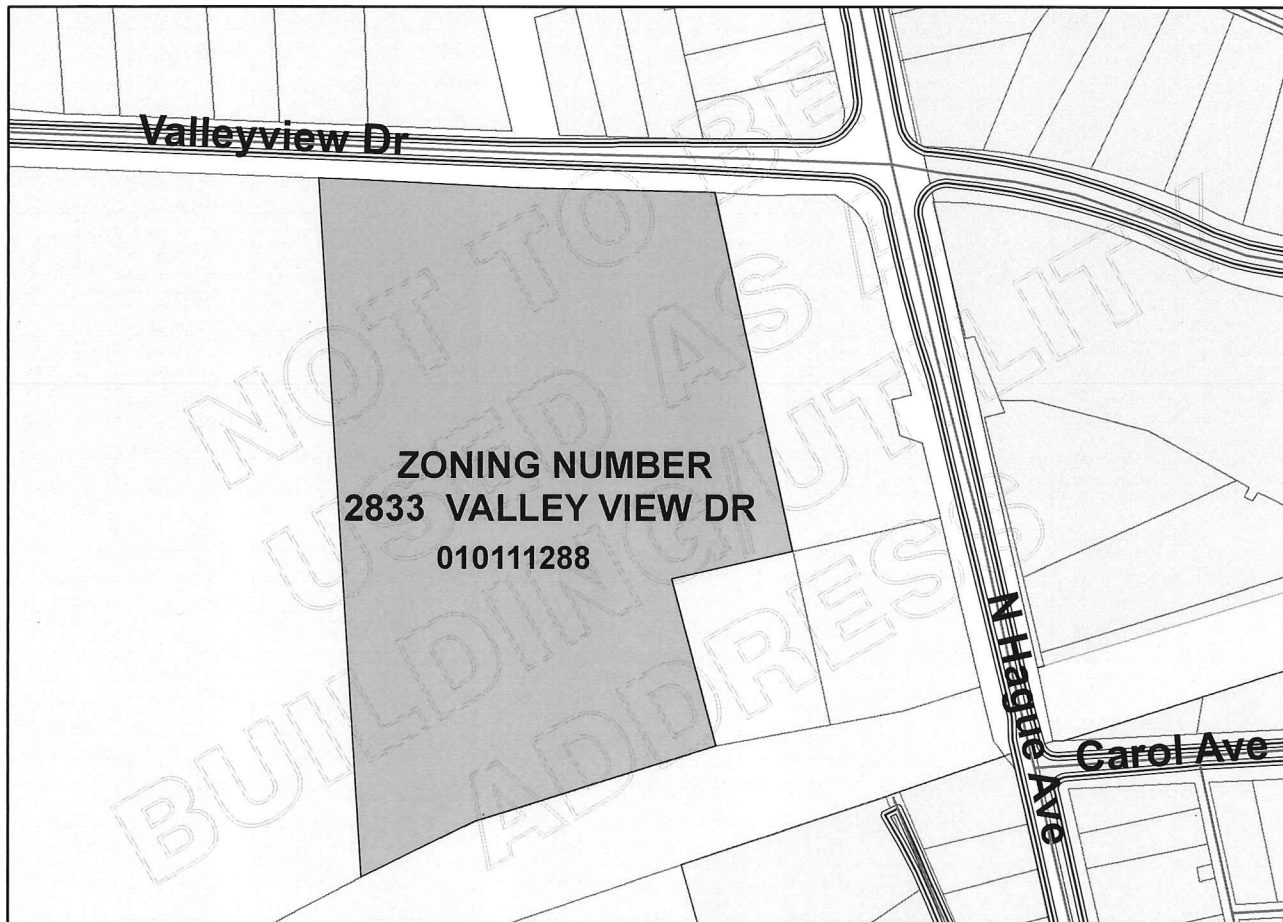 Valleyview Dr
NOT TO BE
USED AS A
BUILDING/UTILITY
ADDRESS
ZONING NUMBER
2833 VALLEY VIEW DR
010111288
N Hague Ave
Carol Ave